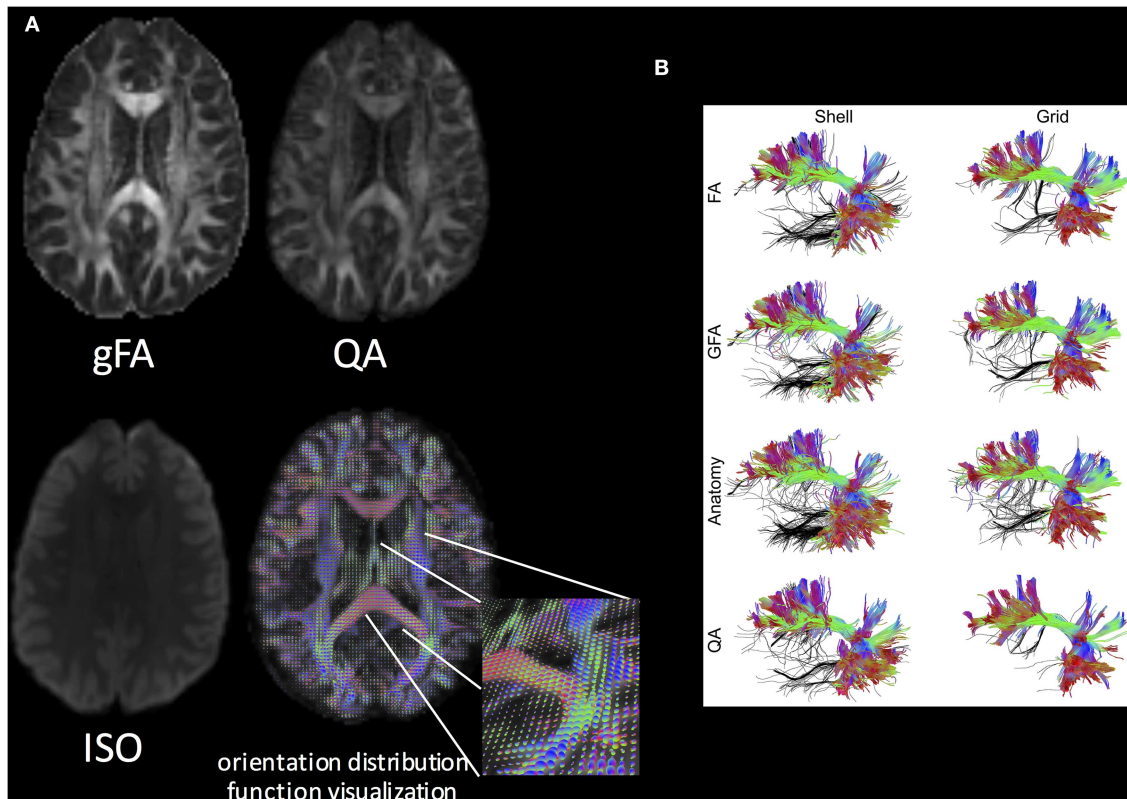 A
gFA
QA
ISO
orientation distribution
function visualization
B
Shell
Grid
FA
GFA
Anatomy
QA